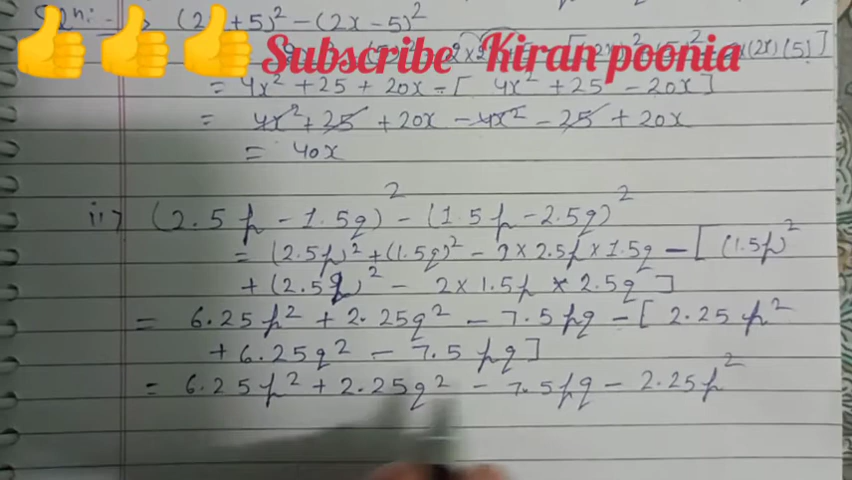 Soln:- (2 +5)² - (2x-5)²
Subscribe Kiran poonia
= 4x² + 25 + 20x - [ 4x² + 25 - 20x ]
= 4x² + 25 + 20x - 4x² - 25 + 20x
= 40x
ii> (2.5p - 1.5q)² - (1.5p - 2.5q)²
= (2.5p)² + (1.5q)² - 2 × 2.5p × 1.5q - [ (1.5p)²
+ (2.5q)² - 2 × 1.5p × 2.5q ]
= 6.25p² + 2.25q² - 7.5pq - [ 2.25p²
+ 6.25q² - 7.5pq ]
= 6.25p² + 2.25q² - 7.5pq - 2.25p²